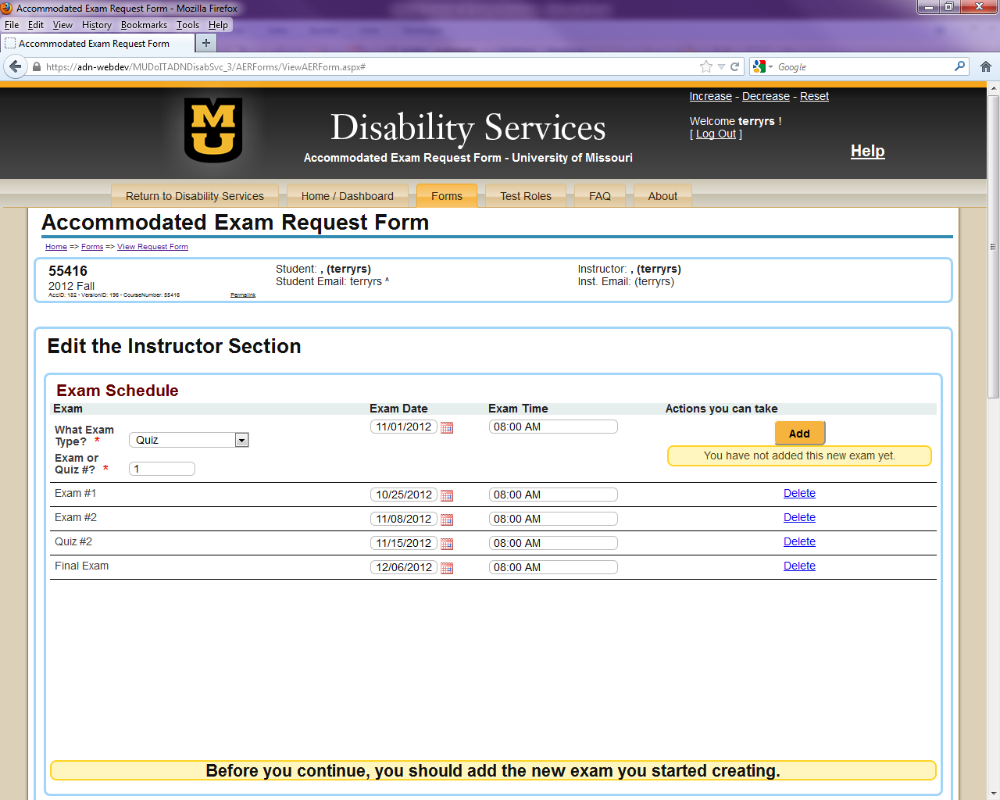 Accommodated Exam Request Form - Mozilla Firefox
File Edit View History Bookmarks Tools Help
Accommodated Exam Request Form +
https://adn-webdev/MUDoITADNDisabSvc_3/AERForms/ViewAERForm.aspx# Google
Increase - Decrease - Reset
MU
Disability Services
Accommodated Exam Request Form - University of Missouri
Welcome terryrs !
[ Log Out ]
Help
Return to Disability Services Home / Dashboard Forms Test Roles FAQ About
Accommodated Exam Request Form
Home => Forms => View Request Form
55416
2012 Fall
AccID: 182 - VersionID: 196 - CourseNumber: 55416 Permalink
Student: , (terryrs)
Student Email: terryrs ^
Instructor: , (terryrs)
Inst. Email: (terryrs)
Edit the Instructor Section
Exam Schedule
Exam Exam Date Exam Time Actions you can take
What Exam Type? * Quiz 11/01/2012 08:00 AM Add
You have not added this new exam yet.
Exam or Quiz #? * 1
Exam #1 10/25/2012 08:00 AM Delete
Exam #2 11/08/2012 08:00 AM Delete
Quiz #2 11/15/2012 08:00 AM Delete
Final Exam 12/06/2012 08:00 AM Delete
Before you continue, you should add the new exam you started creating.